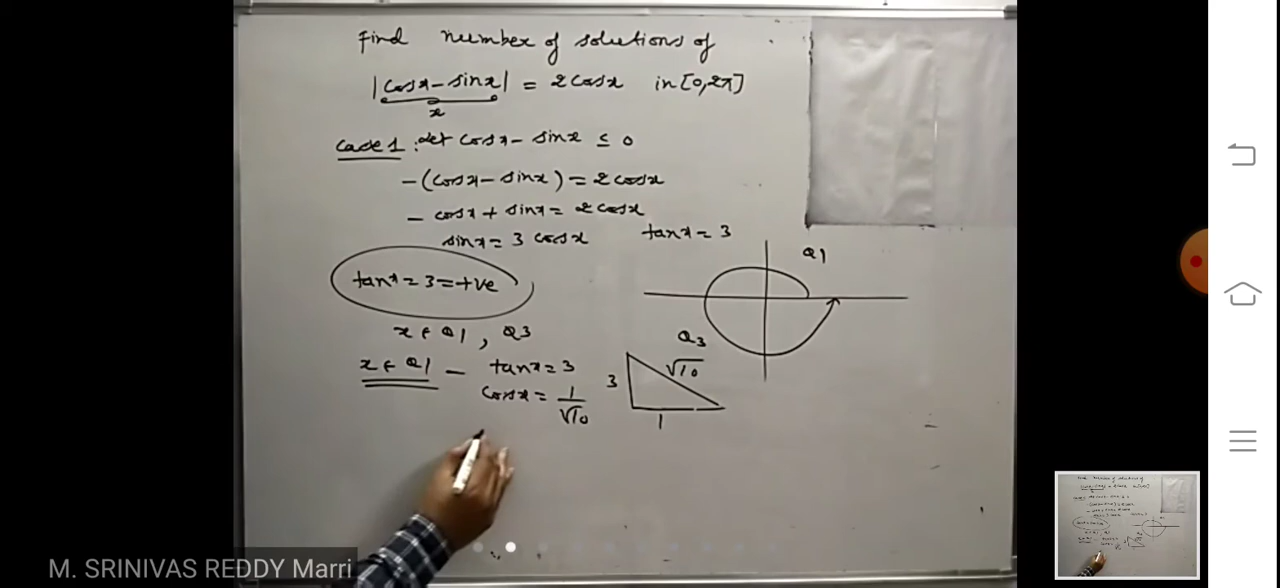 Find number of solutions of
|cosx - sinx| = 2cosx in [0,2π]
x
Case 1: Let cosx - sinx ≤ 0
-(cosx - sinx) = 2cosx
- cosx + sinx = 2cosx
sinx = 3 cosx tanx = 3
Q1
tanx = 3 = +ve
x ∈ Q1, Q3
Q3
x ∈ Q1 - tanx = 3
3 √10
cosx = 1/√10
1
M. SRINIVAS REDDY Marri